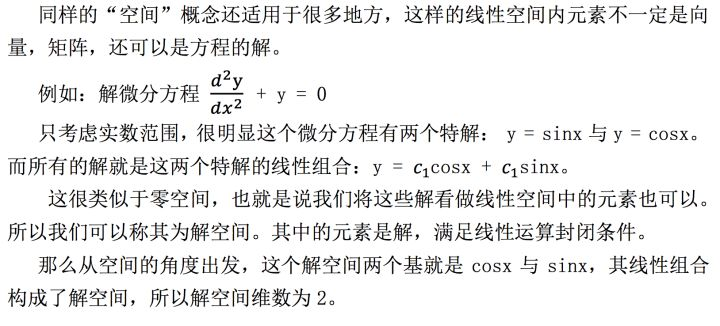 同样的“空间”概念还适用于很多地方，这样的线性空间内元素不一定是向
量，矩阵，还可以是方程的解。
例如：解微分方程 \frac{d^2y}{dx^2} + y = 0
只考虑实数范围，很明显这个微分方程有两个特解： y = sinx 与 y = cosx。
而所有的解就是这两个特解的线性组合：y = c₁cosx + c₁sinx。
这很类似于零空间，也就是说我们将这些解看做线性空间中的元素也可以。
所以我们可以称其为解空间。其中的元素是解，满足线性运算封闭条件。
那么从空间的角度出发，这个解空间两个基就是 cosx 与 sinx，其线性组合
构成了解空间，所以解空间维数为 2。